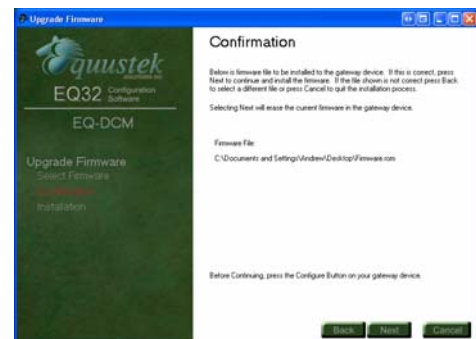 Upgrade Firmware
Equustek
SOLUTIONS INC
EQ32 Configuration Software
EQ-DCM
Upgrade Firmware
Select Firmware
Confirmation
Installation
Confirmation
Below is firmware file to be installed to the gateway device. If this is correct, press
Next to continue and install the firmware. If the file shown is not correct press Back
to select a different file or press Cancel to quit the installation process.
Selecting Next will erase the current firmware in the gateway device.
Firmware File:
C:\Documents and Settings\Andrew\Desktop\Firmware.rom
Before Continuing, press the Configure Button on your gateway device.
Back
Next
Cancel